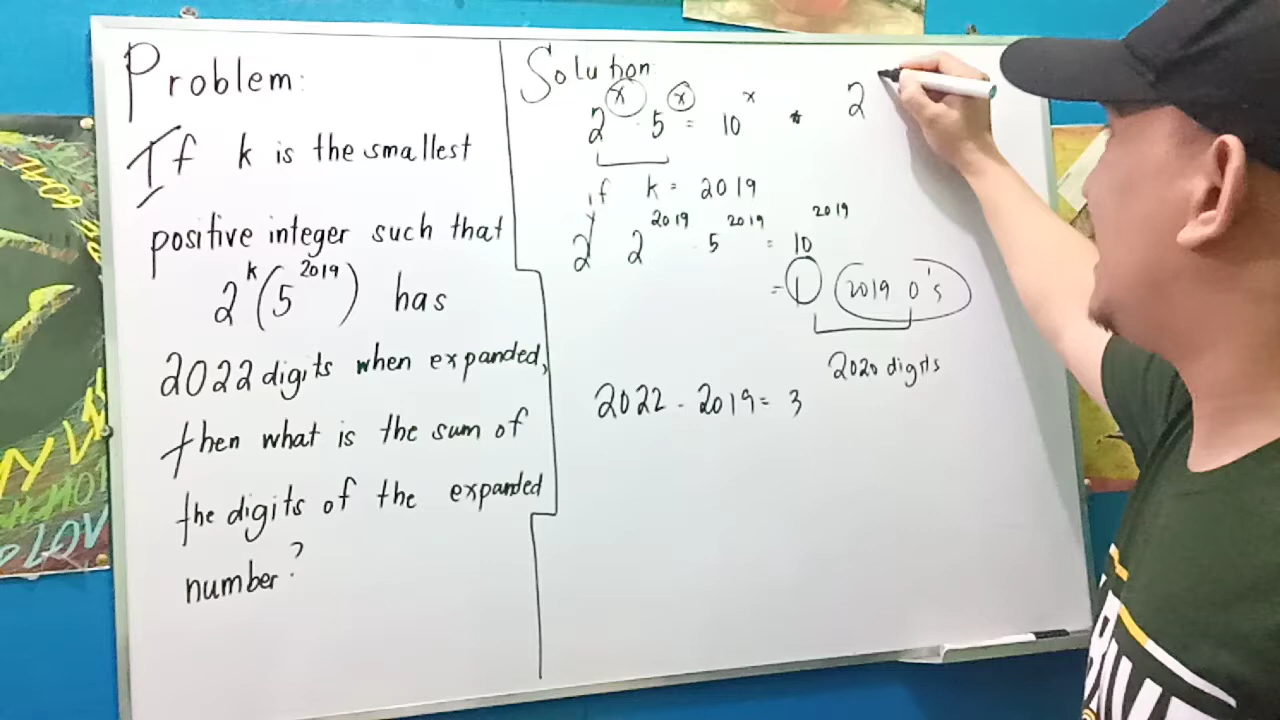 Problem:
If k is the smallest
positive integer such that
2^k(5^2019) has
2022 digits when expanded,
then what is the sum of
the digits of the expanded
number?
Solution:
2^x · 5^x = 10^x * 2
if k = 2019
2 2^2019 · 5^2019 = 10^2019
= 1 2019 0's
2020 digits
2022 - 2019 = 3
GOAL